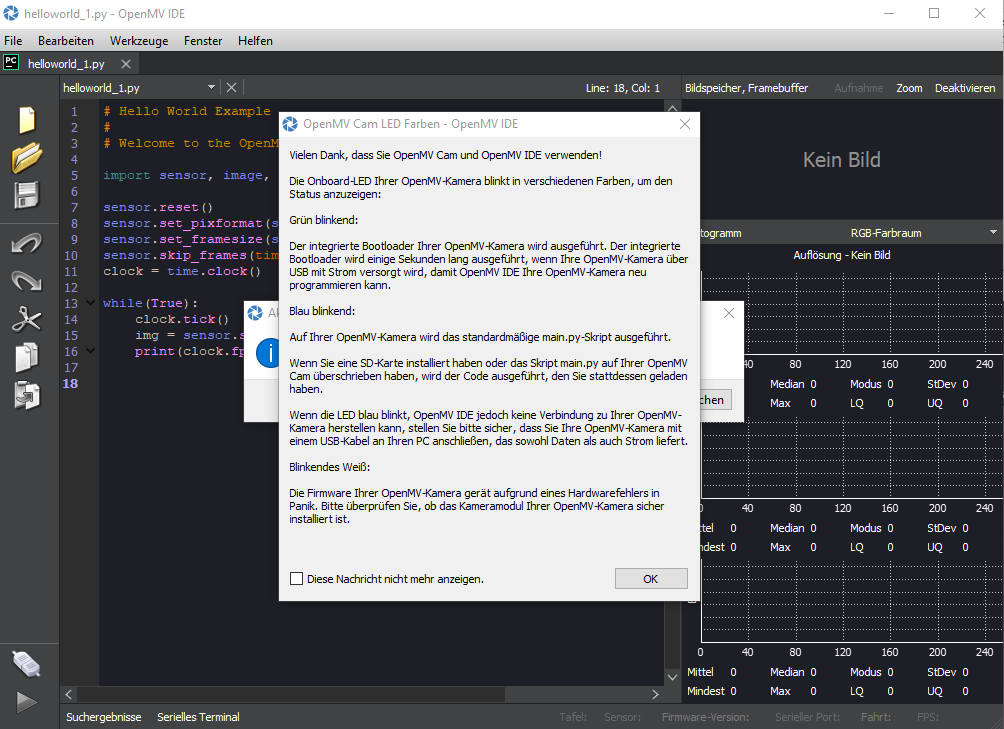 helloworld_1.py - OpenMV IDE
File Bearbeiten Werkzeuge Fenster Helfen
PC helloworld_1.py
helloworld_1.py Line: 18, Col: 1 Bildspeicher, Framebuffer Aufnahme Zoom Deaktivieren
1 # Hello World Example
2 #
3 # Welcome to the OpenM
4
5 import sensor, image,
6
7 sensor.reset()
8 sensor.set_pixformat(s
9 sensor.set_framesize(s
10 sensor.skip_frames(tim
11 clock = time.clock()
12
13 while(True):
14 clock.tick()
15 img = sensor.s
16 print(clock.fp
17
18
OpenMV Cam LED Farben - OpenMV IDE
Vielen Dank, dass Sie OpenMV Cam und OpenMV IDE verwenden!
Die Onboard-LED Ihrer OpenMV-Kamera blinkt in verschiedenen Farben, um den
Status anzuzeigen:
Grün blinkend:
Der integrierte Bootloader Ihrer OpenMV-Kamera wird ausgeführt. Der integrierte
Bootloader wird einige Sekunden lang ausgeführt, wenn Ihre OpenMV-Kamera über
USB mit Strom versorgt wird, damit OpenMV IDE Ihre OpenMV-Kamera neu
programmieren kann.
Blau blinkend:
Auf Ihrer OpenMV-Kamera wird das standardmäßige main.py-Skript ausgeführt.
Wenn Sie eine SD-Karte installiert haben oder das Skript main.py auf Ihrer OpenMV
Cam überschrieben haben, wird der Code ausgeführt, den Sie stattdessen geladen
haben.
Wenn die LED blau blinkt, OpenMV IDE jedoch keine Verbindung zu Ihrer OpenMV-
Kamera herstellen kann, stellen Sie bitte sicher, dass Sie Ihre OpenMV-Kamera mit
einem USB-Kabel an Ihren PC anschließen, das sowohl Daten als auch Strom liefert.
Blinkendes Weiß:
Die Firmware Ihrer OpenMV-Kamera gerät aufgrund eines Hardwarefehlers in
Panik. Bitte überprüfen Sie, ob das Kameramodul Ihrer OpenMV-Kamera sicher
installiert ist.
Diese Nachricht nicht mehr anzeigen. OK
chen
Kein Bild
togramm RGB-Farbraum
Auflösung - Kein Bild
40 80 120 160 200 240
Median 0 Modus 0 StDev 0
Max 0 LQ 0 UQ 0
0 40 80 120 160 200 240
ttel 0 Median 0 Modus 0 StDev 0
ndest 0 Max 0 LQ 0 UQ 0
0 40 80 120 160 200 240
Mittel 0 Median 0 Modus 0 StDev 0
Mindest 0 Max 0 LQ 0 UQ 0
Suchergebnisse Serielles Terminal Tafel: Sensor: Firmware-Version: Serieller Port: Fahrt: FPS: